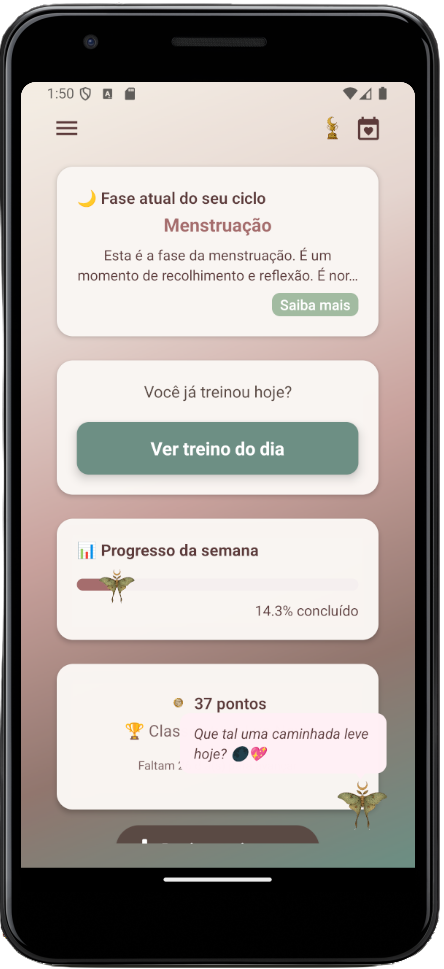 1:50
Fase atual do seu ciclo
Menstruação
Esta é a fase da menstruação. É um
momento de recolhimento e reflexão. É nor...
Saiba mais
Você já treinou hoje?
Ver treino do dia
Progresso da semana
14.3% concluído
37 pontos
Clas
Faltam
Que tal uma caminhada leve
hoje?